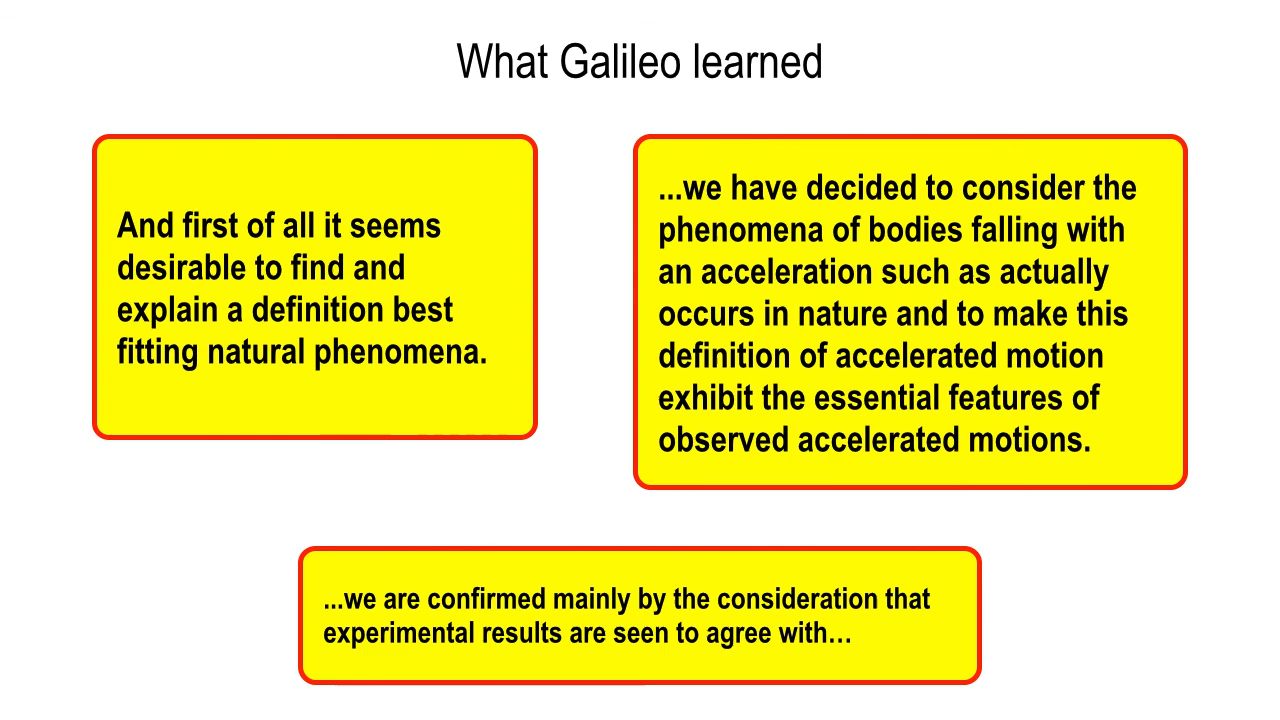 What Galileo learned
And first of all it seems
desirable to find and
explain a definition best
fitting natural phenomena.
...we have decided to consider the
phenomena of bodies falling with
an acceleration such as actually
occurs in nature and to make this
definition of accelerated motion
exhibit the essential features of
observed accelerated motions.
...we are confirmed mainly by the consideration that
experimental results are seen to agree with…